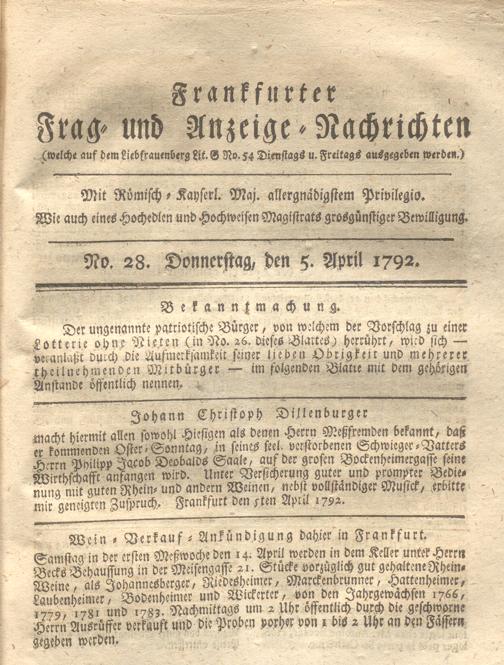 Frankfurter
Frag- und Anzeige-Nachrichten
(welche auf dem Liebfrauenberg Lit. G No. 54 Dienstags u. Freitags ausgegeben werden.)
Mit Römisch-Kayserl. Maj. allergnädigstem Privilegio.
Wie auch eines Hochedlen und Hochweisen Magistrats grosgünstiger Bewilligung.
No. 28. Donnerstag, den 5. April 1792.
Bekanntmachung.
Der ungenannte patriotische Bürger, von welchem der Vorschlag zu einer
Lotterie ohne Nieten (in No. 26. dieses Blattes) herrührt, wird sich —
veranlaßt durch die Aufmerksamkeit seiner lieben Obrigkeit und mehrerer
theilnehmenden Mitbürger — im folgenden Blatte mit dem gehörigen
Anstande öffentlich nennen.
Johann Christoph Dillenburger
macht hiermit allen sowohl Hiesigen als denen Herrn Meßfremden bekannt, daß
er kommenden Oster-Sonntag, in seines seel. verstorbenen Schwieger-Vatters
Herrn Philipp Jacob Deobalds Saale, auf der grosen Bockenheimergasse seine
Wirthschafft anfangen wird. Unter Versicherung guter und prompter Bedie-
nung mit guten Rhein- und andern Weinen, nebst vollständiger Musick, erbitte
mir geneigten Zuspruch. Frankfurt den 5ten April 1792.
Wein-Verkauf-Ankündigung dahier in Frankfurt.
Samstag in der ersten Meßwoche den 14. April werden in dem Keller unter Herrn
Becks Behaussung in der Meisengasse 21. Stücke vorzüglich gut gehaltene Rhein-
Weine, als Johannesberger, Riedesheimer, Marckenbrunner, Hattenheimer,
Laubenheimer, Bodenheimer und Wickerter, von den Jahrgewächsen 1766,
1779, 1781 und 1783. Nachmittags um 2 Uhr öffentlich durch die geschworne
Herrn Ausrüffer verkauft und die Proben vorher von 1 bis 2 Uhr an den Fässern
gegeben werden.